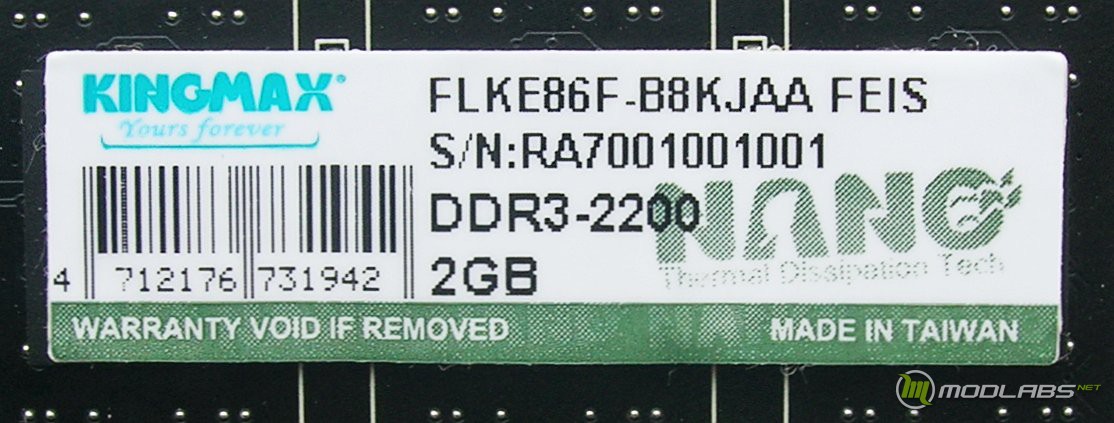 KINGMAX
Yours forever
FLKE86F-B8KJAA FEIS
S/N:RA7001001001
DDR3-2200
2GB
NANO
Thermal Dissipation Tech
4 712176 731942
WARRANTY VOID IF REMOVED
MADE IN TAIWAN
MODLABS.NET